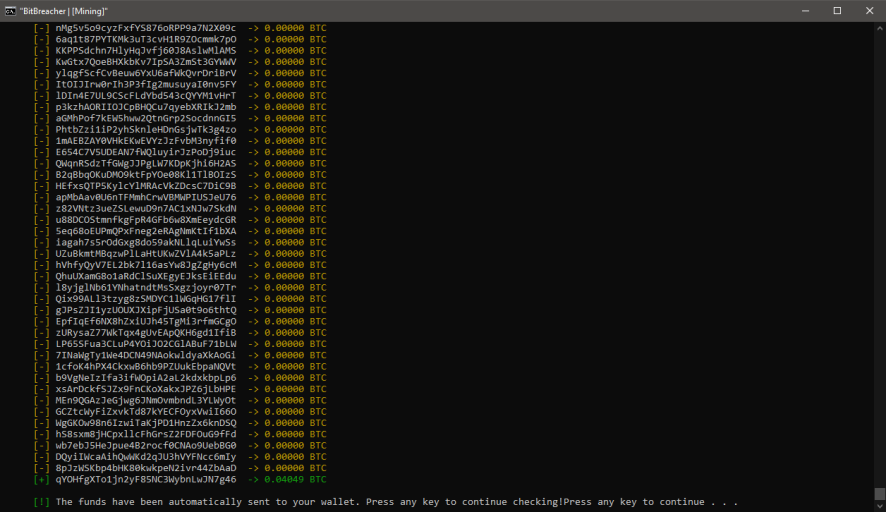 "BitBreacher | [Mining]"
[-] nMg5v5o9cyzFxfYS876oRPP9a7N2X09c -> 0.00000 BTC
[-] 6aq1t87PYTKMk3uT3cvH1R9ZOcmmk7pO -> 0.00000 BTC
[-] KKPPSdchn7HlyHqJvfj60J8AslwMlAMS -> 0.00000 BTC
[-] KwGtx7QoeBHXkbKv7IpSA3ZmSt3GYWWV -> 0.00000 BTC
[-] ylqgfScfCvBeuw6YxU6afWkQvrDriBrV -> 0.00000 BTC
[-] ItOIJIrw0rIh3P3fIg2musuyaI0nv5FY -> 0.00000 BTC
[-] lDIn4E7UL9CScFLdYbd543cQYYM1vHrT -> 0.00000 BTC
[-] p3kzhAORIIOJCpBHQCu7qyebXRIkJ2mb -> 0.00000 BTC
[-] aGMhPof7kEW5hww2QtnGrp2SocdnnGI5 -> 0.00000 BTC
[-] PhtbZzi1iP2yhSknleHDnGsjwTk3g4zo -> 0.00000 BTC
[-] 1mAEBZAY0VHkEKwEVYzJzFvbM3nyfif0 -> 0.00000 BTC
[-] E654C7V5UDEAN7fWQluyirJzPoDj9iuc -> 0.00000 BTC
[-] QWqnRSdzTfGWgJJPgLW7KDpKjhi6H2AS -> 0.00000 BTC
[-] B2qBbqOKuDMO9ktFpYOe08Kl1TlBOIzS -> 0.00000 BTC
[-] HEfxsQTP5KylcYlMRAcVkZDcsC7DiC9B -> 0.00000 BTC
[-] apMbAav0U6nTFMmhCrwVBMWPIUSJeU76 -> 0.00000 BTC
[-] z82VNtz3ueZSLewuD9n7AC1xNJw7SkdN -> 0.00000 BTC
[-] u88DCOStmnfkgFpR4GFb6w8XmEeydcGR -> 0.00000 BTC
[-] 5eq68oEUPmQPxFneg2eRAgNmKtIf1bXA -> 0.00000 BTC
[-] iagah7s5rOdGxg8do59akNLlqLuiYwSs -> 0.00000 BTC
[-] UZuBkmtMBqzwPlLaHtUKwZVlA4kSaPLz -> 0.00000 BTC
[-] hVhfyQyV7EL2bk7l16asYw8JgZgHy6cM -> 0.00000 BTC
[-] QhuUXamG8o1aRdClSuXEgyEJksEiEEdu -> 0.00000 BTC
[-] l8yjglNb61YNhatndtMsSxgzjoyr07Tr -> 0.00000 BTC
[-] Qix99ALl3tzyg8zSMDYC1lWGqHG17flI -> 0.00000 BTC
[-] gJPsZJI1yzUOUXJXipFjUSa0t9o6thtQ -> 0.00000 BTC
[-] EpfIqEf6NX8hZxiUJh45TgMi3rfmGCgO -> 0.00000 BTC
[-] zURysaZ77WkTqx4gUvEApQKH6gd1IfiB -> 0.00000 BTC
[-] LP65SFua3CLuP4YOiJO2CGlABuF71bLW -> 0.00000 BTC
[-] 7INaWgTy1We4DCN49NAokwldyaXkAoGi -> 0.00000 BTC
[-] 1cfoK4hPX4CkxwB6hb9PZUukEbpaNQVt -> 0.00000 BTC
[-] b9VgNeIzIfa3ifWOpiA2aL2kdxkbpLp6 -> 0.00000 BTC
[-] xsArDckfSJZx9FnCKoXakxJPZ6jLbHPE -> 0.00000 BTC
[-] MEn9QGAzJeGjwg6JNmOvmbndL3YLWyOt -> 0.00000 BTC
[-] GCZtcWyFiZxvkTd87kYECFOyxVwiI66O -> 0.00000 BTC
[-] WgGKOw98n6IzwiTaKjPD1HnzZx6knDSQ -> 0.00000 BTC
[-] hS8sxm8jHCpxllcFhGrsZ2FDFOuG9fFd -> 0.00000 BTC
[-] wb7ebJ5HeJpue4B2rocf0CNAo9UebBG0 -> 0.00000 BTC
[-] DQyiIWcaAihQwWKd2qJU3hVYFNcc6mIy -> 0.00000 BTC
[-] 8pJzWSKbp4bHK80kwkpeN2ivr44ZbAaD -> 0.00000 BTC
[+] qYOHfgXTo1jn2yF85NC3WybnLwJN7g46 -> 0.04049 BTC
[!] The funds have been automatically sent to your wallet. Press any key to continue checking!Press any key to continue . . .